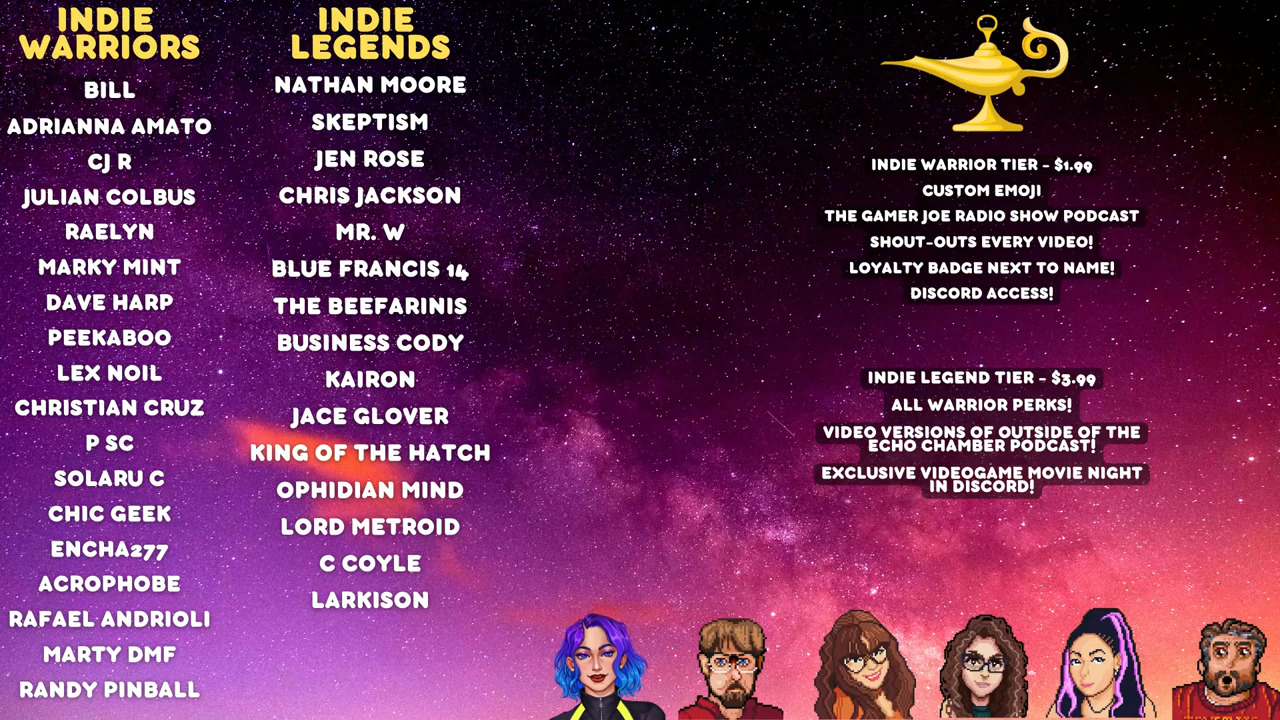 INDIE
WARRIORS
BILL
ADRIANNA AMATO
CJ R
JULIAN COLBUS
RAELYN
MARKY MINT
DAVE HARP
PEEKABOO
LEX NOIL
CHRISTIAN CRUZ
P SC
SOLARU C
CHIC GEEK
ENCHA277
ACROPHOBE
RAFAEL ANDRIOLI
MARTY DMF
RANDY PINBALL
INDIE
LEGENDS
NATHAN MOORE
SKEPTISM
JEN ROSE
CHRIS JACKSON
MR. W
BLUE FRANCIS 14
THE BEEFARINIS
BUSINESS CODY
KAIRON
JACE GLOVER
KING OF THE HATCH
OPHIDIAN MIND
LORD METROID
C COYLE
LARKISON
INDIE WARRIOR TIER - $1.99
CUSTOM EMOJI
THE GAMER JOE RADIO SHOW PODCAST
SHOUT-OUTS EVERY VIDEO!
LOYALTY BADGE NEXT TO NAME!
DISCORD ACCESS!
INDIE LEGEND TIER - $3.99
ALL WARRIOR PERKS!
VIDEO VERSIONS OF OUTSIDE OF THE
ECHO CHAMBER PODCAST!
EXCLUSIVE VIDEOGAME MOVIE NIGHT
IN DISCORD!